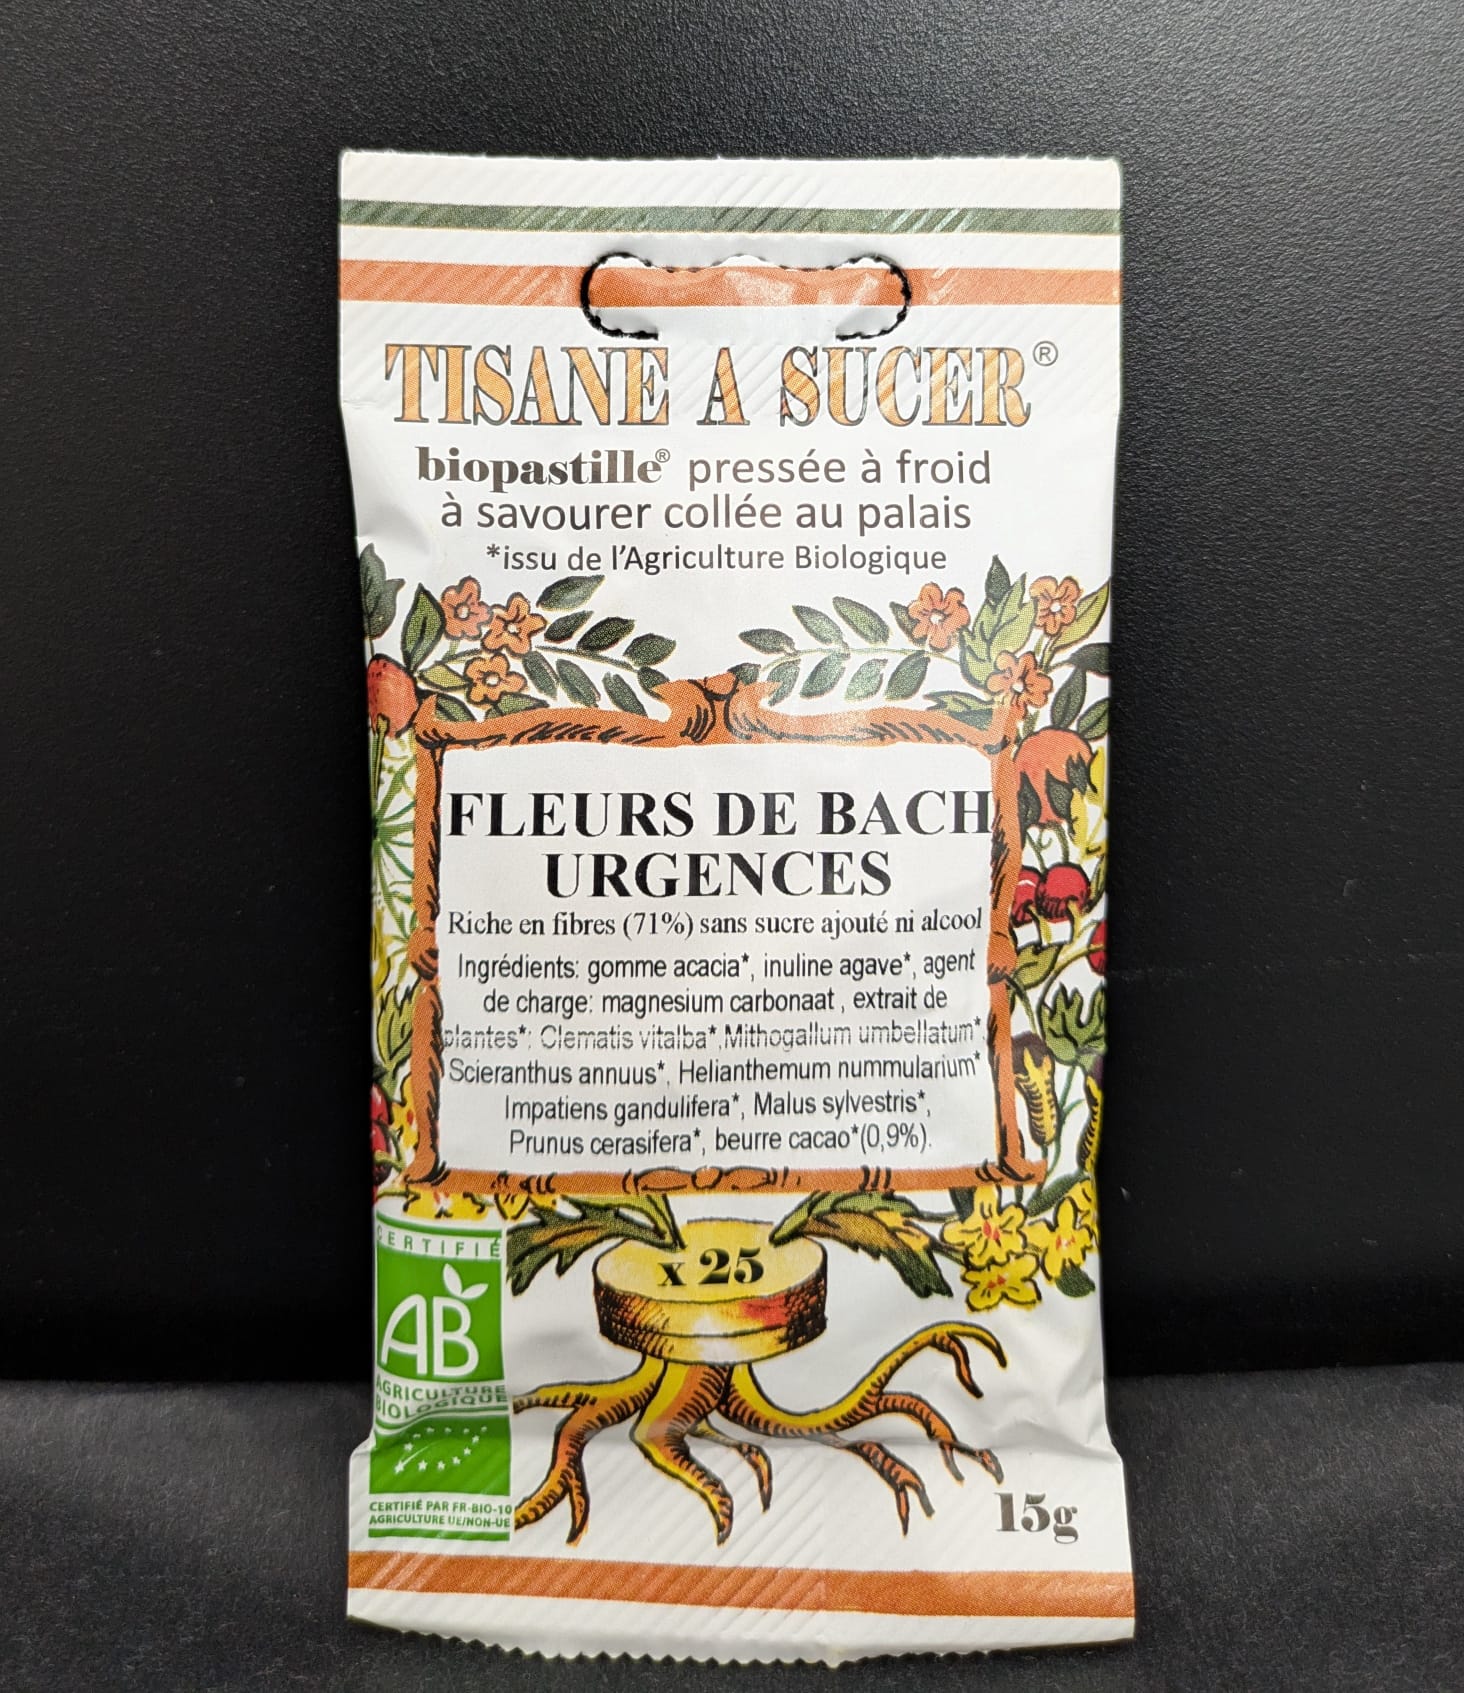 TISANE A SUCER®
biopastille® pressée à froid
à savourer collée au palais
*issu de l'Agriculture Biologique
FLEURS DE BACH
URGENCES
Riche en fibres (71%) sans sucre ajouté ni alcool
Ingrédients: gomme acacia*, inuline agave*, agent
de charge: magnesium carbonaat , extrait de
plantes*: Clematis vitalba*,Mithogallum umbellatum*,
Scieranthus annuus*, Helianthemum nummularium*
Impatiens gandulifera*, Malus sylvestris*,
Prunus cerasifera*, beurre cacao*(0,9%).
x 25
CERTIFIÉ
AB
AGRICULTURE
BIOLOGIQUE
CERTIFIÉ PAR FR-BIO-10
AGRICULTURE UE/NON-UE
15g